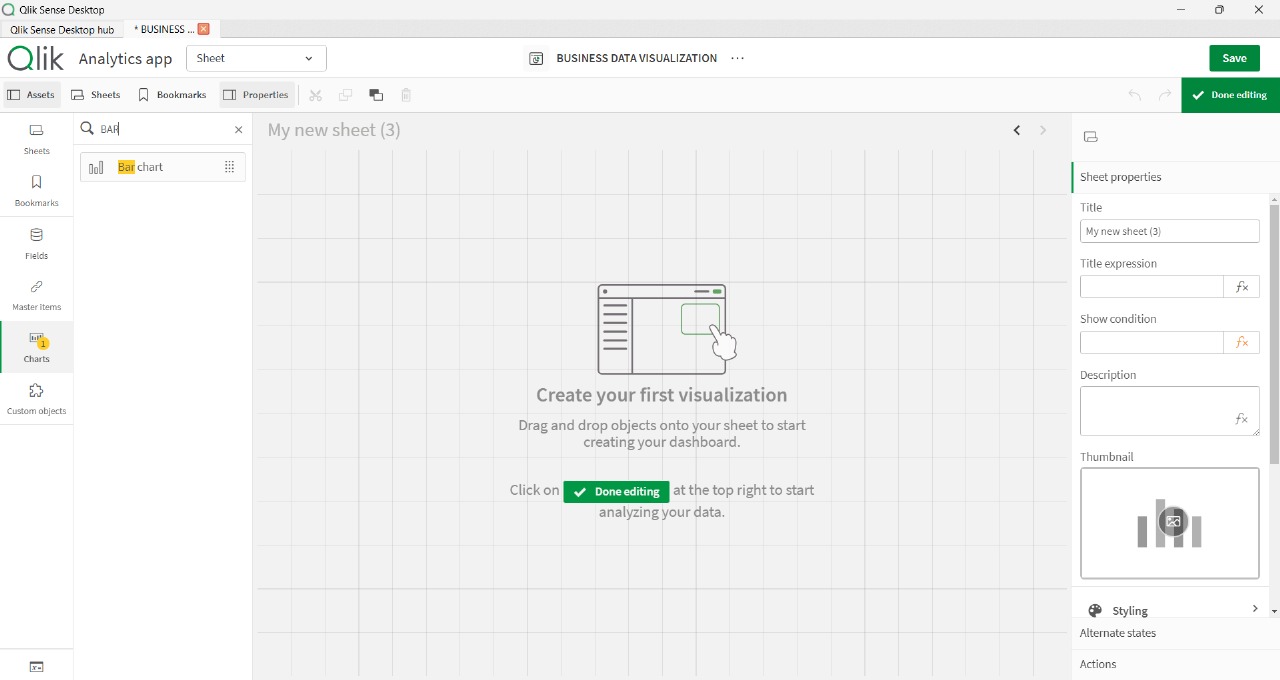 Qlik Sense Desktop
Qlik Sense Desktop hub
* BUSINESS ...
Qlik Analytics app Sheet
BUSINESS DATA VISUALIZATION ...
Save
Assets Sheets Bookmarks Properties
Done editing
Sheets
Bookmarks
Fields
Master items
1
Charts
Custom objects
BAR
Bar chart
My new sheet (3)
Create your first visualization
Drag and drop objects onto your sheet to start
creating your dashboard.
Click on Done editing at the top right to start
analyzing your data.
Sheet properties
Title
My new sheet (3)
Title expression
fx
Show condition
fx
Description
fx
Thumbnail
Styling
Alternate states
Actions